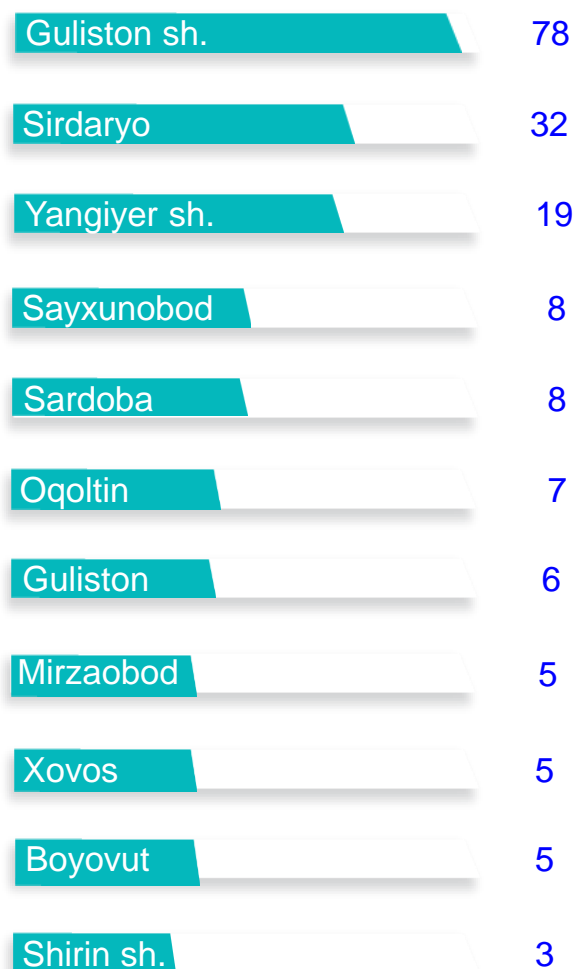 Guliston sh. 78
Sirdaryo 32
Yangiyer sh. 19
Sayxunobod 8
Sardoba 8
Oqoltin 7
Guliston 6
Mirzaobod 5
Xovos 5
Boyovut 5
Shirin sh. 3